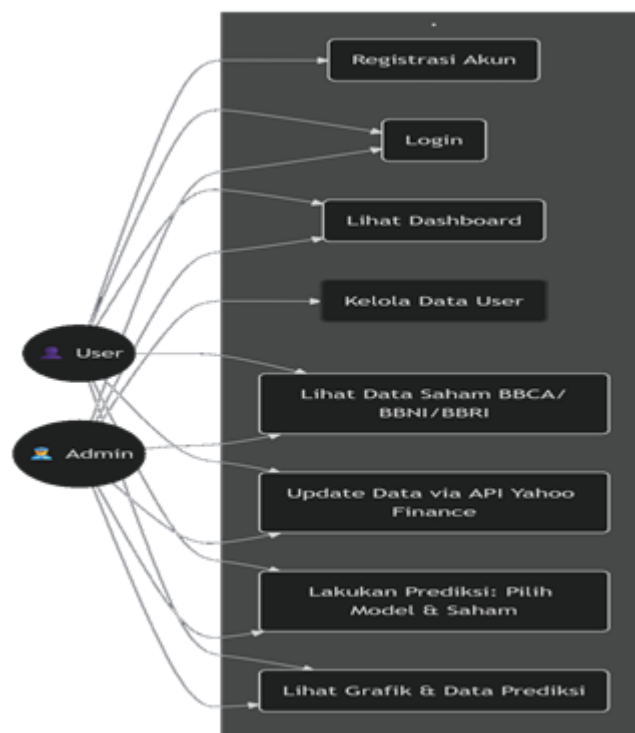 Registrasi Akun
Login
Lihat Dashboard
Kelola Data User
User
Lihat Data Saham BBCA/
BBNI/BBRI
Admin
Update Data via API Yahoo
Finance
Lakukan Prediksi: Pilih
Model & Saham
Lihat Grafik & Data Prediksi